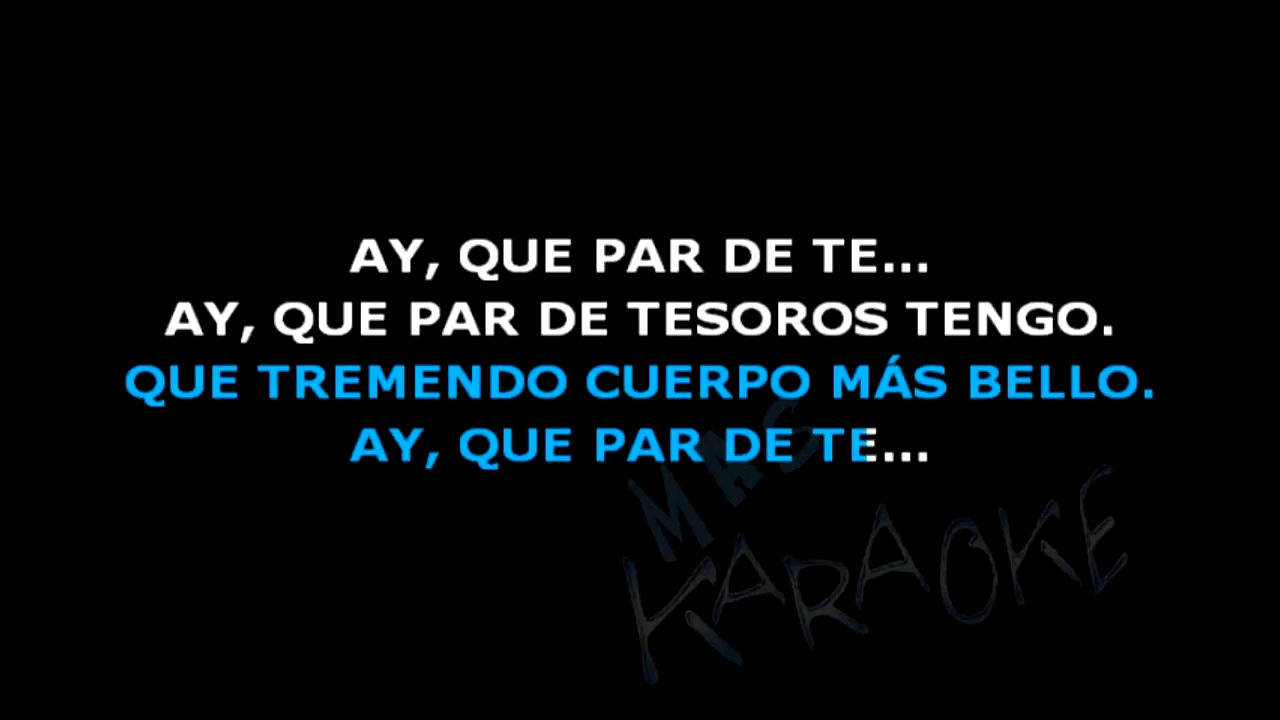 AY, QUE PAR DE TE...
AY, QUE PAR DE TESOROS TENGO.
QUE TREMENDO CUERPO MÁS BELLO.
AY, QUE PAR DE TE...
MAS
KARAOKE